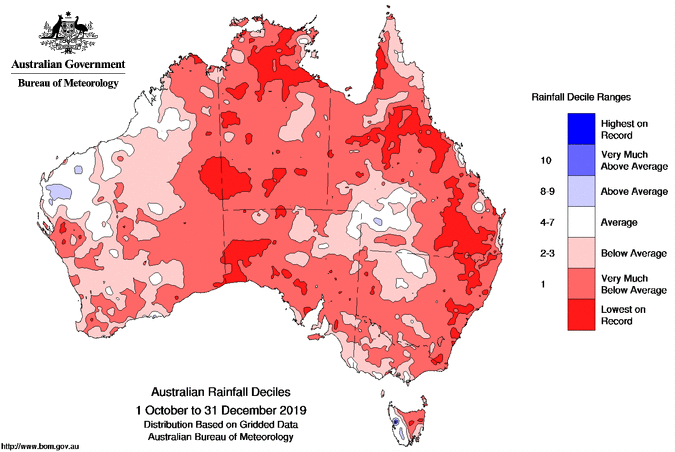 Australian Government
Bureau of Meteorology
Rainfall Decile Ranges
Highest on
Record
10
Very Much
Above Average
8-9
Above Average
4-7
Average
2-3
Below Average
1
Very Much
Below Average
Lowest on
Record
Australian Rainfall Deciles
1 October to 31 December 2019
Distribution Based on Gridded Data
Australian Bureau of Meteorology
http://www.bom.gov.au